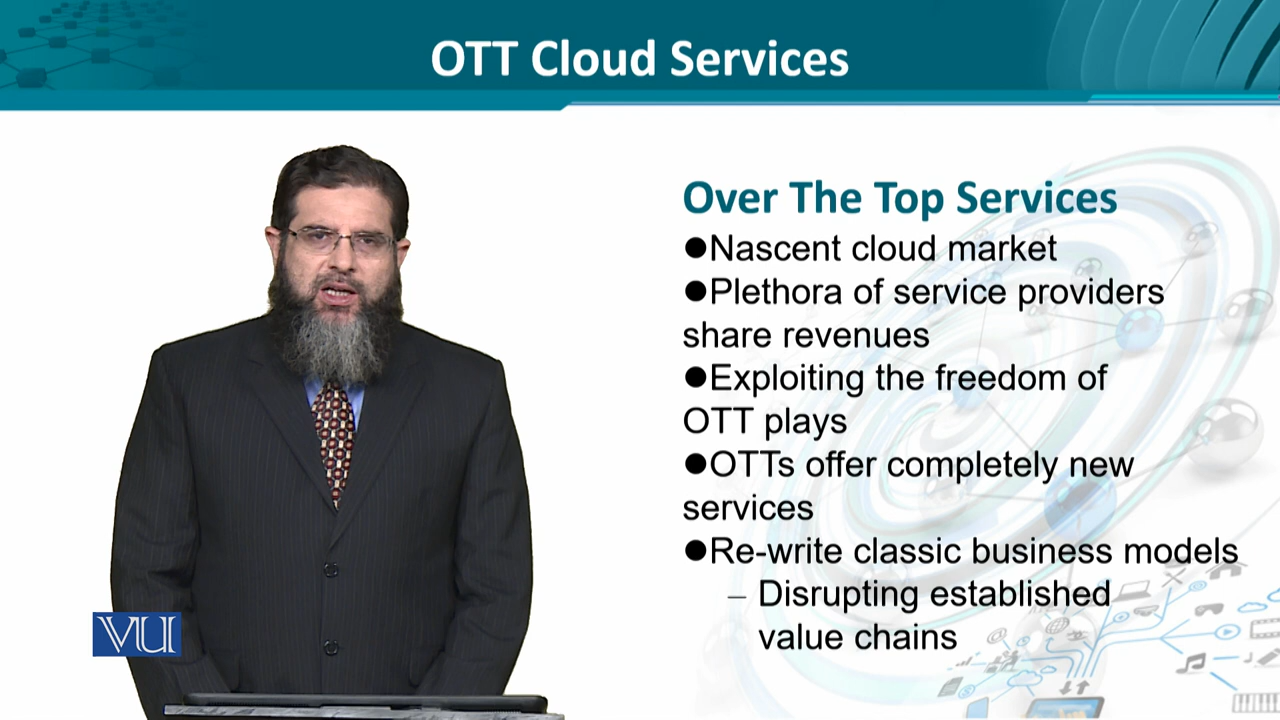 OTT Cloud Services
Over The Top Services
●Nascent cloud market
●Plethora of service providers
share revenues
●Exploiting the freedom of
OTT plays
●OTTs offer completely new
services
●Re-write classic business models
– Disrupting established
value chains
VU